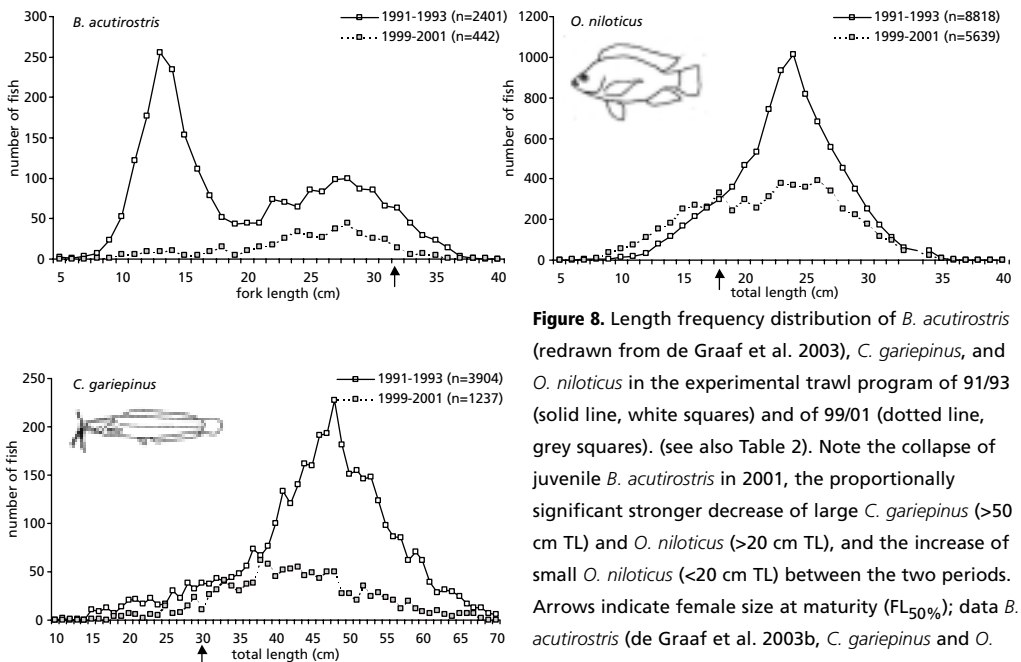 B. acutirostris
1991-1993 (n=2401)
1999-2001 (n=442)
number of fish
300
250
200
150
100
50
0
5 10 15 20 25 30 35 40
fork length (cm)
O. niloticus
1991-1993 (n=8818)
1999-2001 (n=5639)
number of fish
1200
1000
800
600
400
200
0
5 10 15 20 25 30 35 40
total length (cm)
C. gariepinus
1991-1993 (n=3904)
1999-2001 (n=1237)
number of fish
250
200
150
100
50
0
10 15 20 25 30 35 40 45 50 55 60 65 70
total length (cm)
Figure 8. Length frequency distribution of B. acutirostris
(redrawn from de Graaf et al. 2003), C. gariepinus, and
O. niloticus in the experimental trawl program of 91/93
(solid line, white squares) and of 99/01 (dotted line,
grey squares). (see also Table 2). Note the collapse of
juvenile B. acutirostris in 2001, the proportionally
significant stronger decrease of large C. gariepinus (>50
cm TL) and O. niloticus (>20 cm TL), and the increase of
small O. niloticus (<20 cm TL) between the two periods.
Arrows indicate female size at maturity (FL50%); data B.
acutirostris (de Graaf et al. 2003b, C. gariepinus and O.